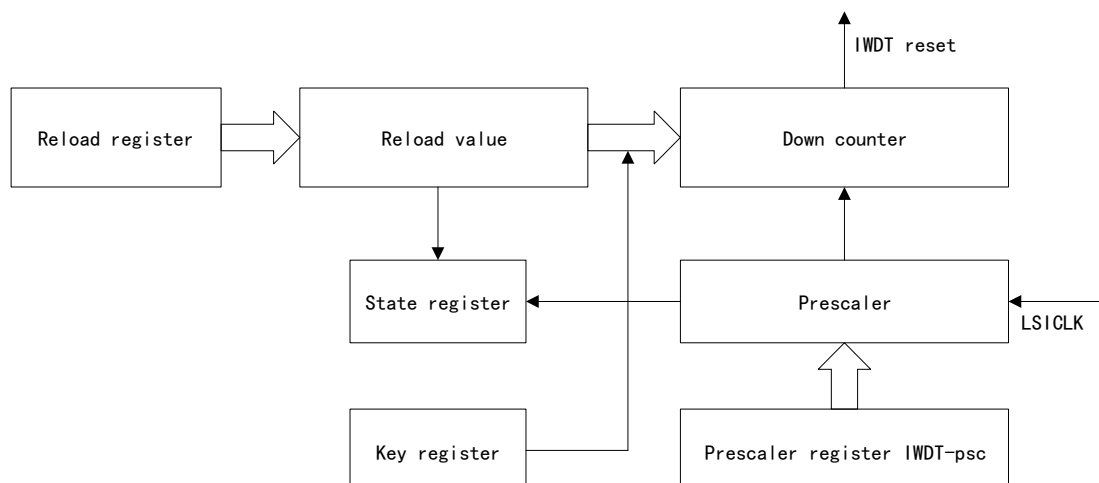 IWDT reset
Reload register
Reload value
Down counter
State register
Prescaler
LSICLK
Key register
Prescaler register IWDT-psc